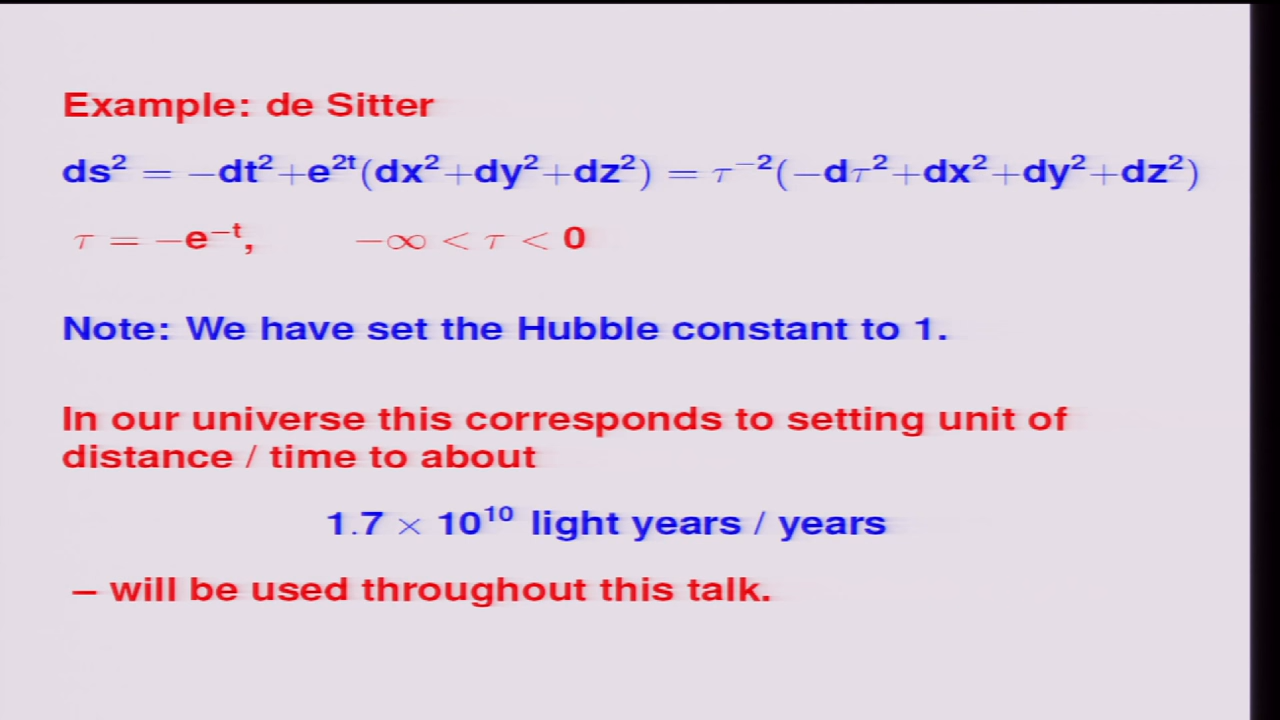 Example: de Sitter
ds² = −dt²+e²ᵗ(dx²+dy²+dz²) = τ⁻²(−dτ²+dx²+dy²+dz²)
τ = −e⁻ᵗ, −∞ < τ < 0
Note: We have set the Hubble constant to 1.
In our universe this corresponds to setting unit of
distance / time to about
1.7 × 10¹⁰ light years / years
– will be used throughout this talk.